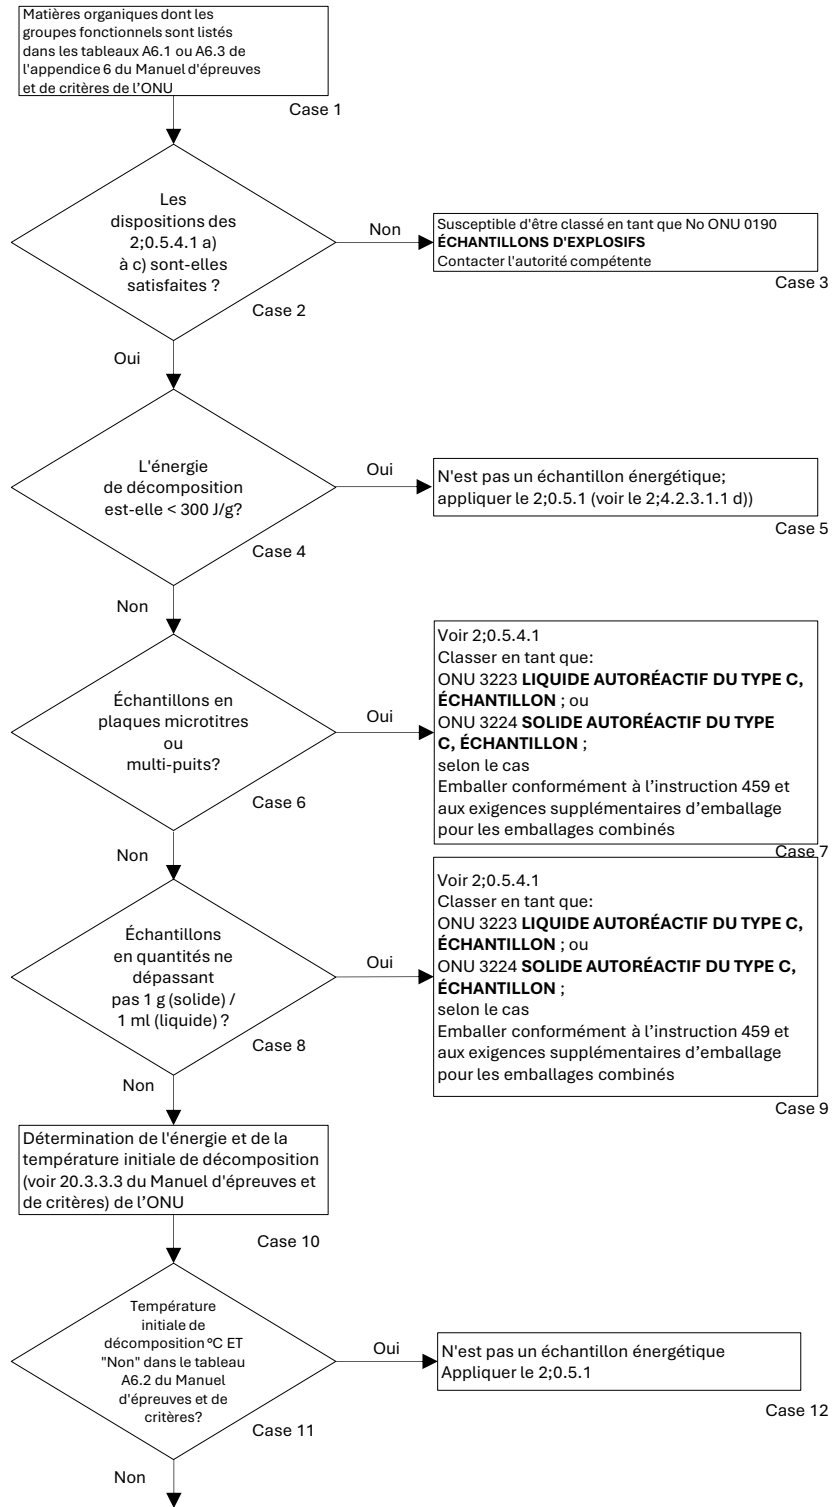 Matières organiques dont les
groupes fonctionnels sont listés
dans les tableaux A6.1 ou A6.3 de
l'appendice 6 du Manuel d'épreuves
et de critères de l’ONU
Case 1
Les
dispositions des
2;0.5.4.1 a)
à c) sont-elles
satisfaites ?
Case 2
Non
Susceptible d'être classé en tant que No ONU 0190
ÉCHANTILLONS D'EXPLOSIFS
Contacter l'autorité compétente
Case 3
Oui
L'énergie
de décomposition
est-elle < 300 J/g?
Case 4
Oui
N'est pas un échantillon énergétique;
appliquer le 2;0.5.1 (voir le 2;4.2.3.1.1 d))
Case 5
Non
Échantillons en
plaques microtitres
ou
multi-puits?
Case 6
Oui
Voir 2;0.5.4.1
Classer en tant que:
ONU 3223 LIQUIDE AUTORÉACTIF DU TYPE C,
ÉCHANTILLON ; ou
ONU 3224 SOLIDE AUTORÉACTIF DU TYPE
C, ÉCHANTILLON ;
selon le cas
Emballer conformément à l’instruction 459 et
aux exigences supplémentaires d’emballage
pour les emballages combinés
Case 7
Non
Échantillons
en quantités ne
dépassant
pas 1 g (solide) /
1 ml (liquide) ?
Case 8
Oui
Voir 2;0.5.4.1
Classer en tant que:
ONU 3223 LIQUIDE AUTORÉACTIF DU TYPE C,
ÉCHANTILLON ; ou
ONU 3224 SOLIDE AUTORÉACTIF DU TYPE C,
ÉCHANTILLON ;
selon le cas
Emballer conformément à l’instruction 459 et
aux exigences supplémentaires d’emballage
pour les emballages combinés
Case 9
Non
Détermination de l'énergie et de la
température initiale de décomposition
(voir 20.3.3.3 du Manuel d'épreuves et
de critères) de l’ONU
Case 10
Température
initiale de
décomposition °C ET
"Non" dans le tableau
A6.2 du Manuel
d'épreuves et de
critères?
Case 11
Oui
N'est pas un échantillon énergétique
Appliquer le 2;0.5.1
Case 12
Non